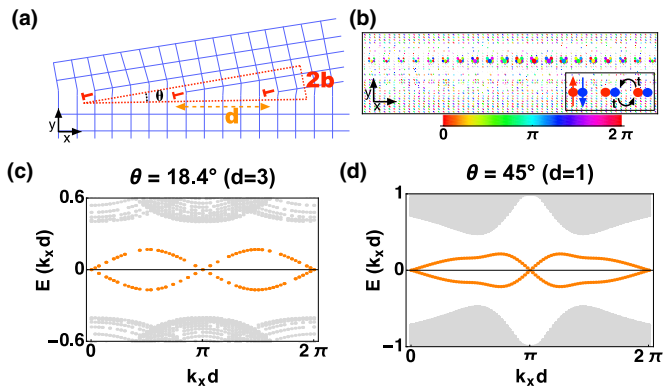 (a)
θ
2b
d
y
x
(b)
y
x
t
t
0 π 2 π
(c)
θ = 18.4° (d=3)
E (kₓd)
0.6
0
-0.6
0 π 2 π
kₓd
(d)
θ = 45° (d=1)
E (kₓd)
1
0
-1
0 π 2 π
kₓd